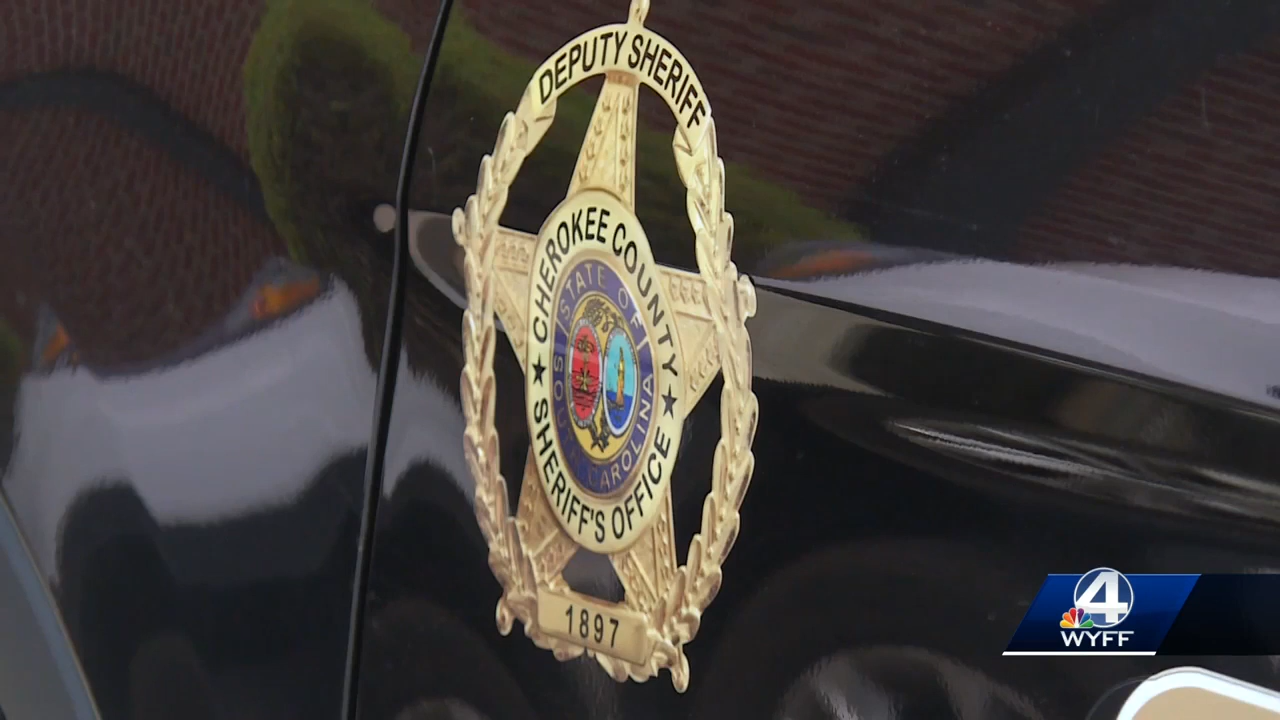 DEPUTY SHERIFF
CHEROKEE COUNTY
STATE OF
SOUTH CAROLINA
★ SHERIFF'S OFFICE ★
1897
4
WYFF